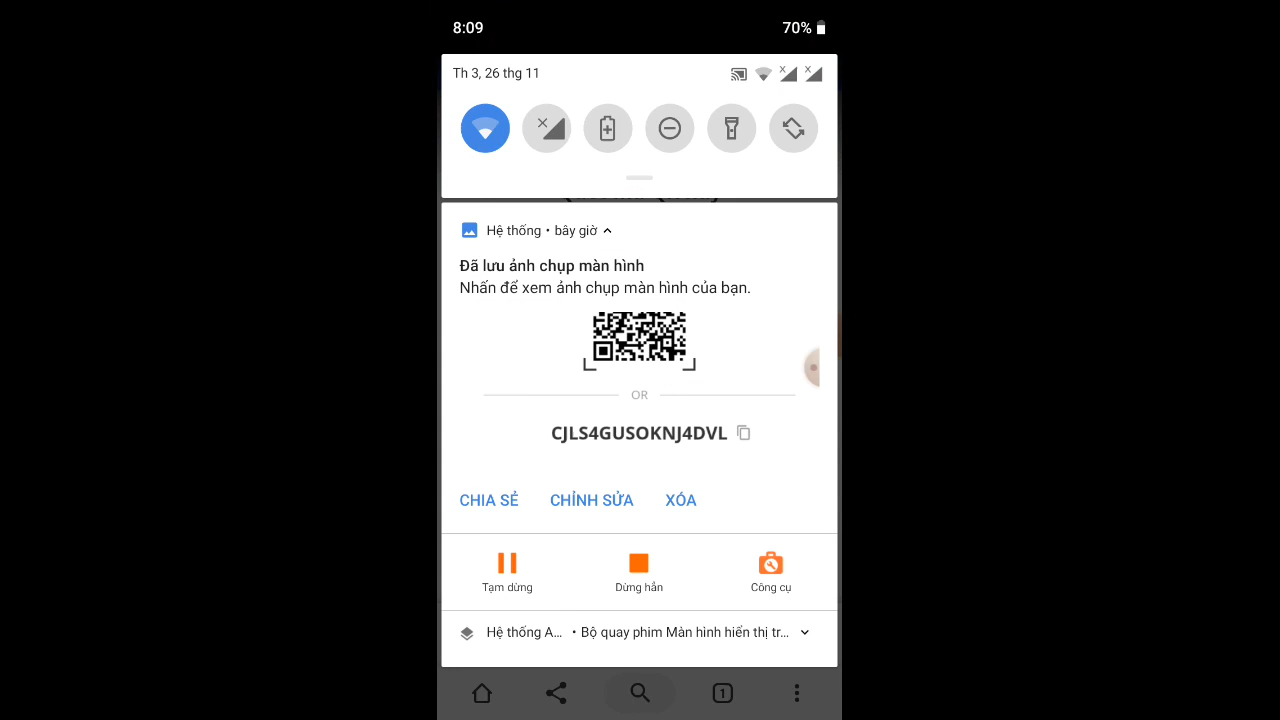 8:09
70%
Th 3, 26 thg 11
Hệ thống • bây giờ
Đã lưu ảnh chụp màn hình
Nhấn để xem ảnh chụp màn hình của bạn.
OR
CJLS4GUSOKNJ4DVL
CHIA SẺ CHỈNH SỬA XÓA
Tạm dừng Dừng hẳn Công cụ
Hệ thống A... • Bộ quay phim Màn hình hiển thị tr...
1